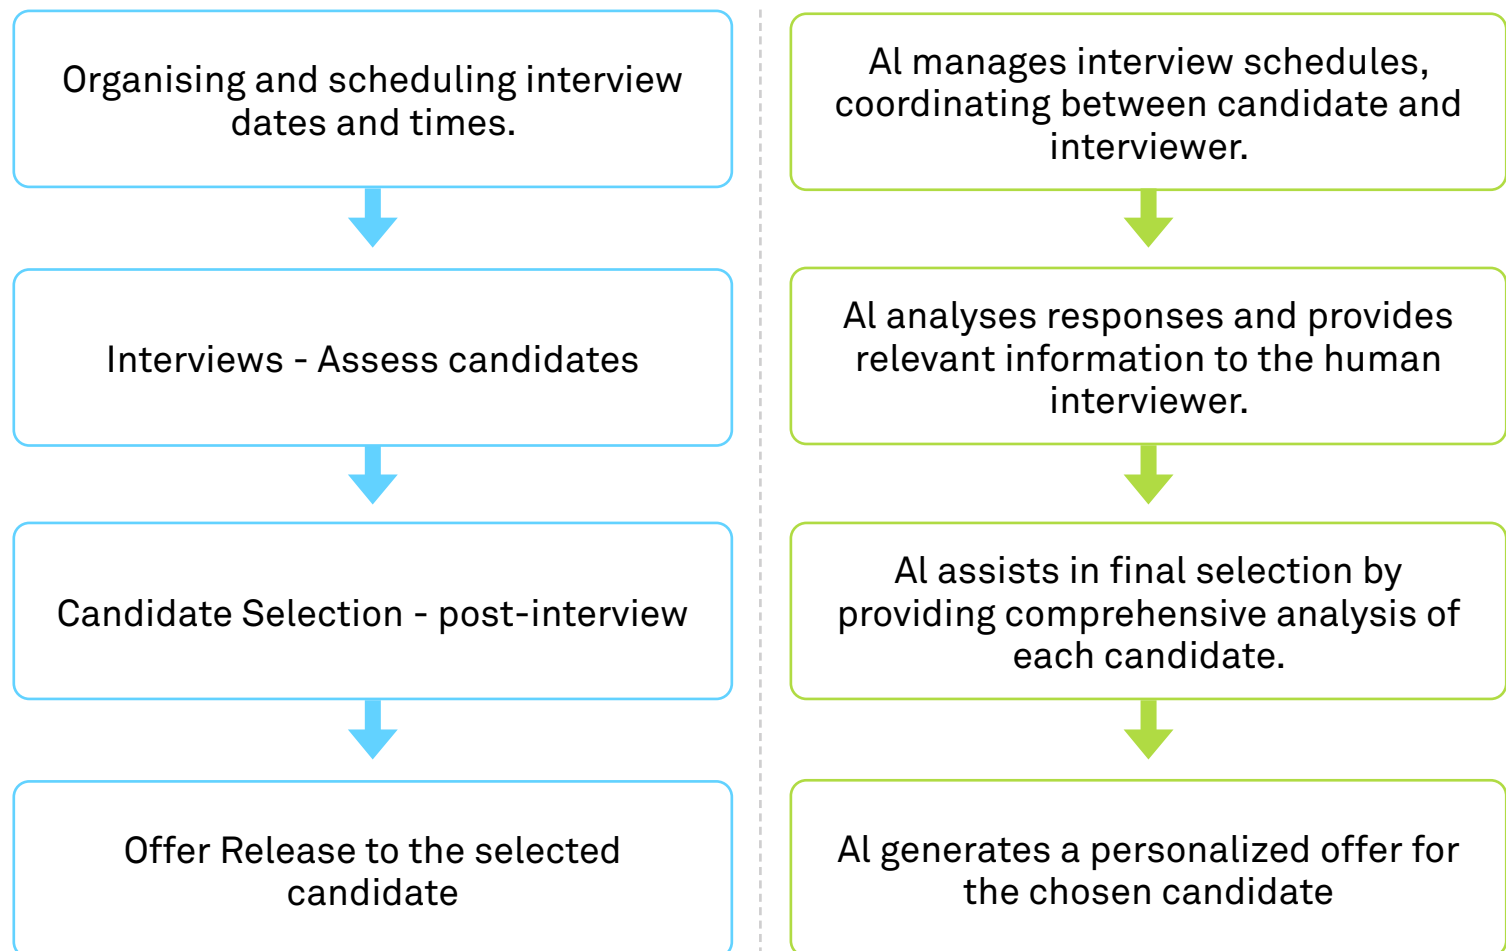 Organising and scheduling interview
dates and times.
AI manages interview schedules,
coordinating between candidate and
interviewer.
Interviews - Assess candidates
AI analyses responses and provides
relevant information to the human
interviewer.
Candidate Selection - post-interview
AI assists in final selection by
providing comprehensive analysis of
each candidate.
Offer Release to the selected
candidate
AI generates a personalized offer for
the chosen candidate